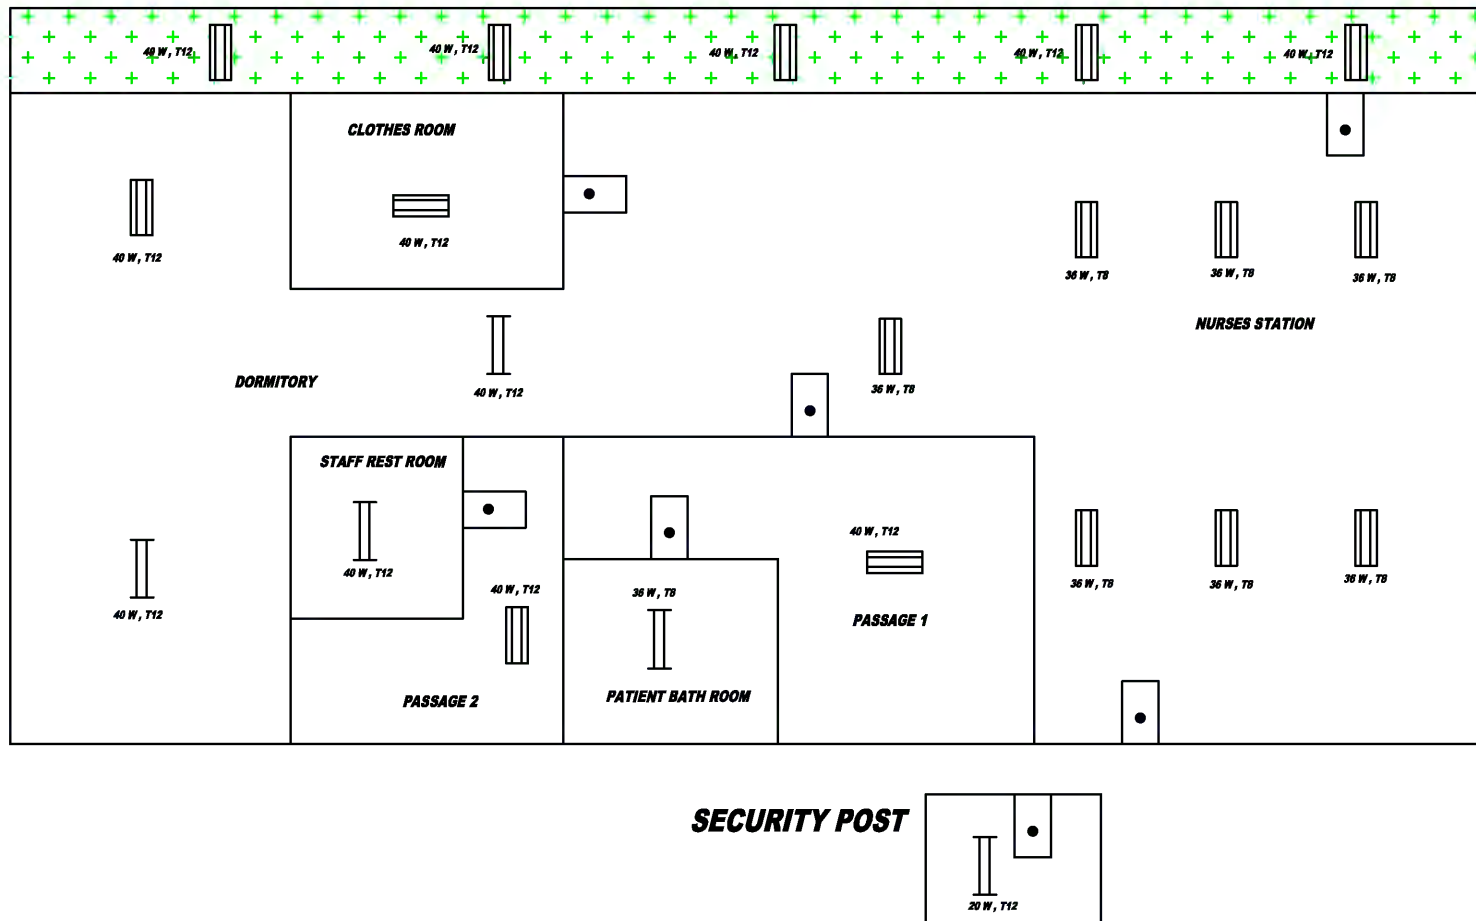 40 W, T12
40 W, T12
40 W, T12
40 W, T12
40 W, T12
CLOTHES ROOM
40 W, T12
40 W, T12
36 W, T8
36 W, T8
36 W, T8
NURSES STATION
DORMITORY
40 W, T12
36 W, T8
STAFF REST ROOM
40 W, T12
40 W, T12
40 W, T12
36 W, T8
40 W, T12
36 W, T8
36 W, T8
36 W, T8
40 W, T12
PASSAGE 1
PASSAGE 2
PATIENT BATH ROOM
SECURITY POST
20 W, T12